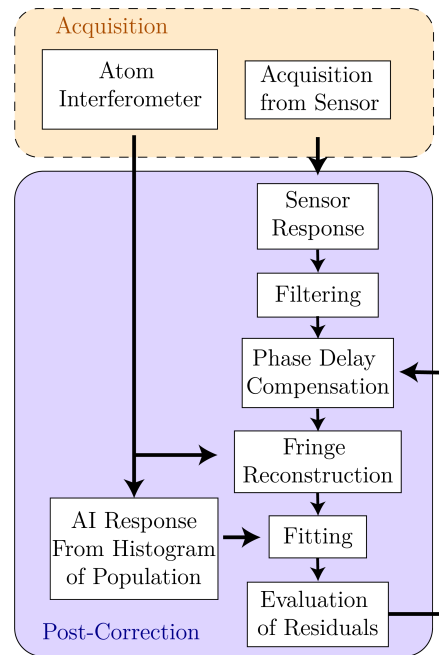 Acquisition
Atom
Interferometer
Acquisition
from Sensor
Sensor
Response
Filtering
Phase Delay
Compensation
Fringe
Reconstruction
AI Response
From Histogram
of Population
Fitting
Evaluation
of Residuals
Post-Correction